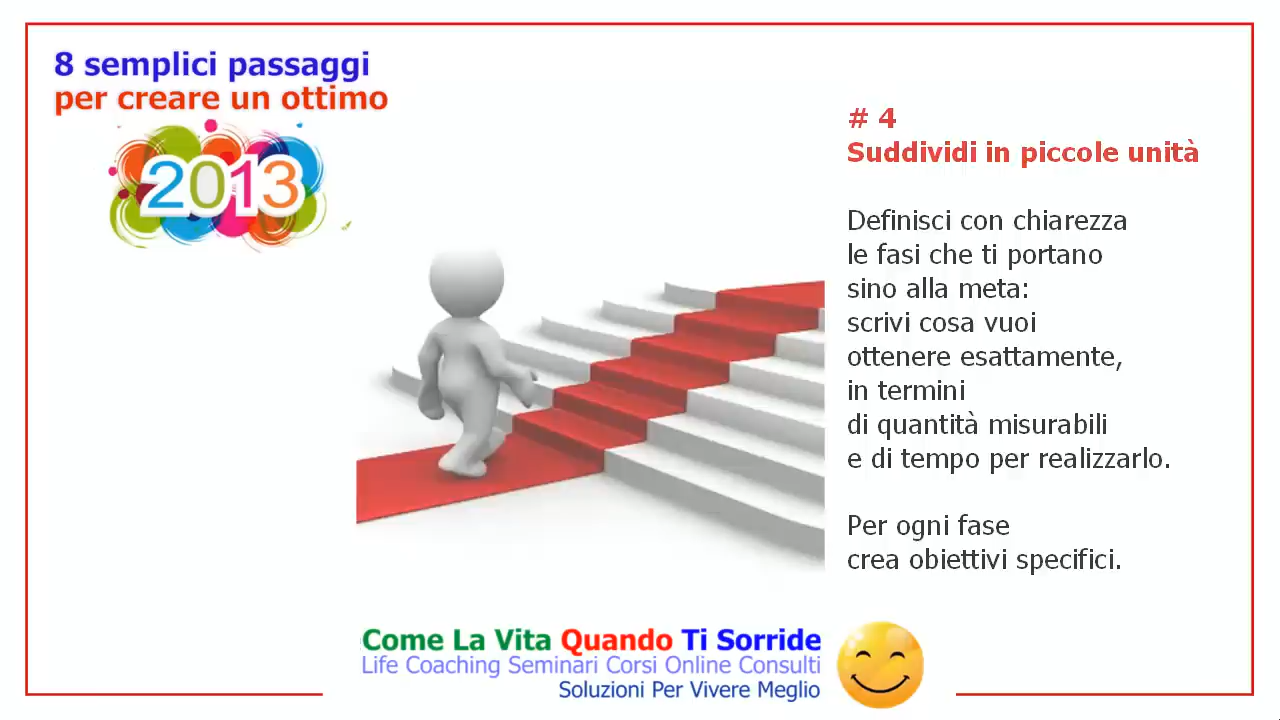 8 semplici passaggi
per creare un ottimo
2013
# 4
Suddividi in piccole unità
Definisci con chiarezza
le fasi che ti portano
sino alla meta:
scrivi cosa vuoi
ottenere esattamente,
in termini
di quantità misurabili
e di tempo per realizzarlo.
Per ogni fase
crea obiettivi specifici.
Come La Vita Quando Ti Sorride
Life Coaching Seminari Corsi Online Consulti
Soluzioni Per Vivere Meglio